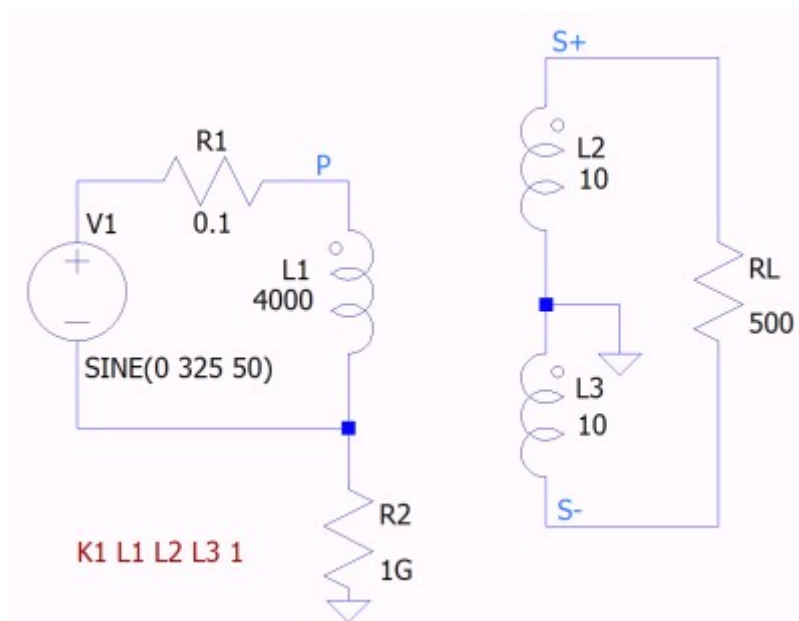 S+
R1
P
L2
10
V1
0.1
+
L1
4000
RL
500
SINE(0 325 50)
L3
10
R2
1G
S-
K1 L1 L2 L3 1